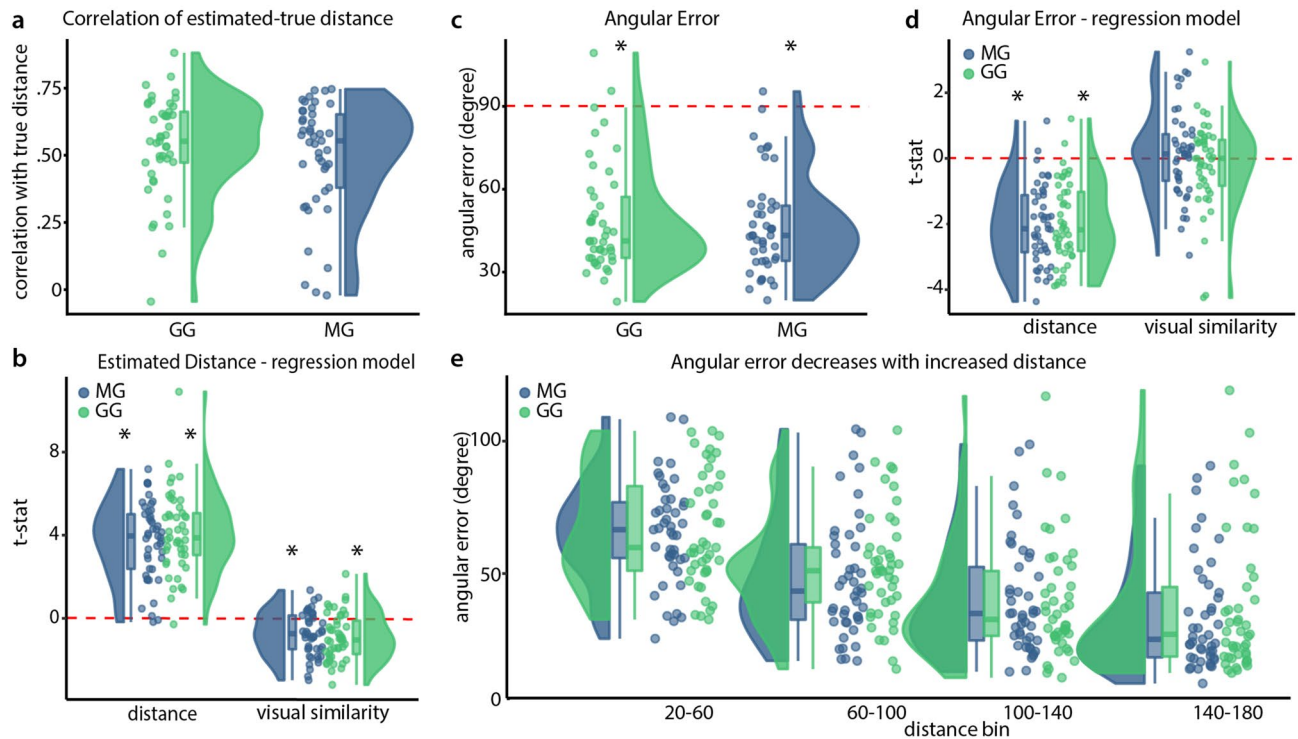 a
Correlation of estimated-true distance
correlation with true distance
.75
.50
.25
0
GG
MG
b
Estimated Distance - regression model
MG
GG
t-stat
8
4
0
*
*
*
*
distance
visual similarity
c
Angular Error
angular error (degree)
90
60
30
*
*
GG
MG
d
Angular Error - regression model
MG
GG
t-stat
2
0
-2
-4
*
*
distance
visual similarity
e
Angular error decreases with increased distance
MG
GG
angular error (degree)
100
50
0
20-60
60-100
100-140
140-180
distance bin